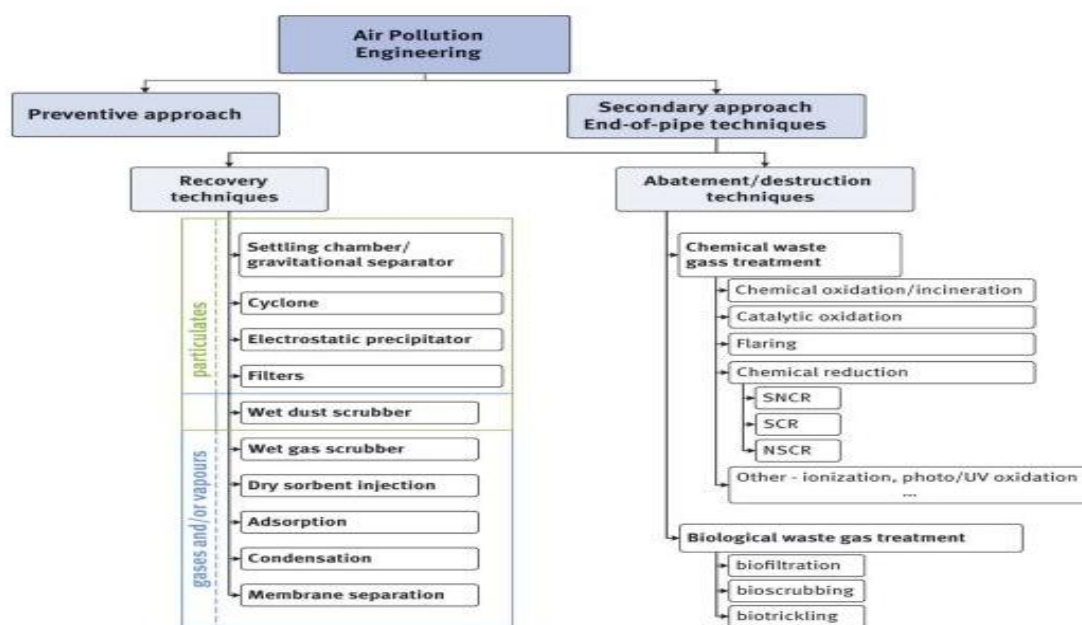 Air Pollution
Engineering
Preventive approach
Secondary approach
End-of-pipe techniques
Recovery
techniques
Abatement/destruction
techniques
particulates
gases and/or vapours
Settling chamber/
gravitational separator
Cyclone
Electrostatic precipitator
Filters
Wet dust scrubber
Wet gas scrubber
Dry sorbent injection
Adsorption
Condensation
Membrane separation
Chemical waste
gass treatment
Chemical oxidation/incineration
Catalytic oxidation
Flaring
Chemical reduction
SNCR
SCR
NSCR
Other - ionization, photo/UV oxidation
...
Biological waste gas treatment
biofiltration
bioscrubbing
biotrickling